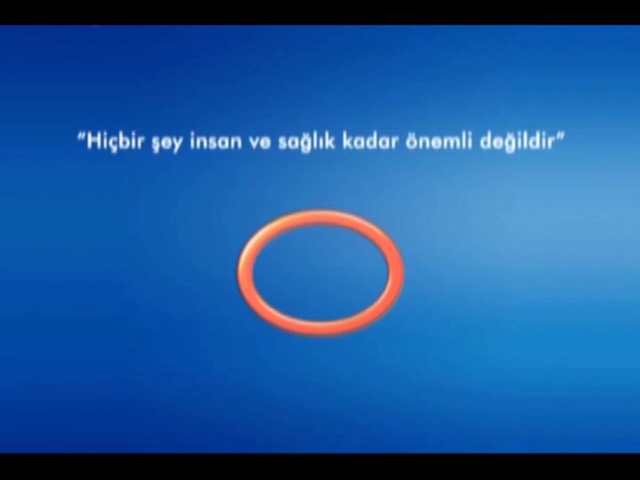 “Hiçbir şey insan ve sağlık kadar önemli değildir”